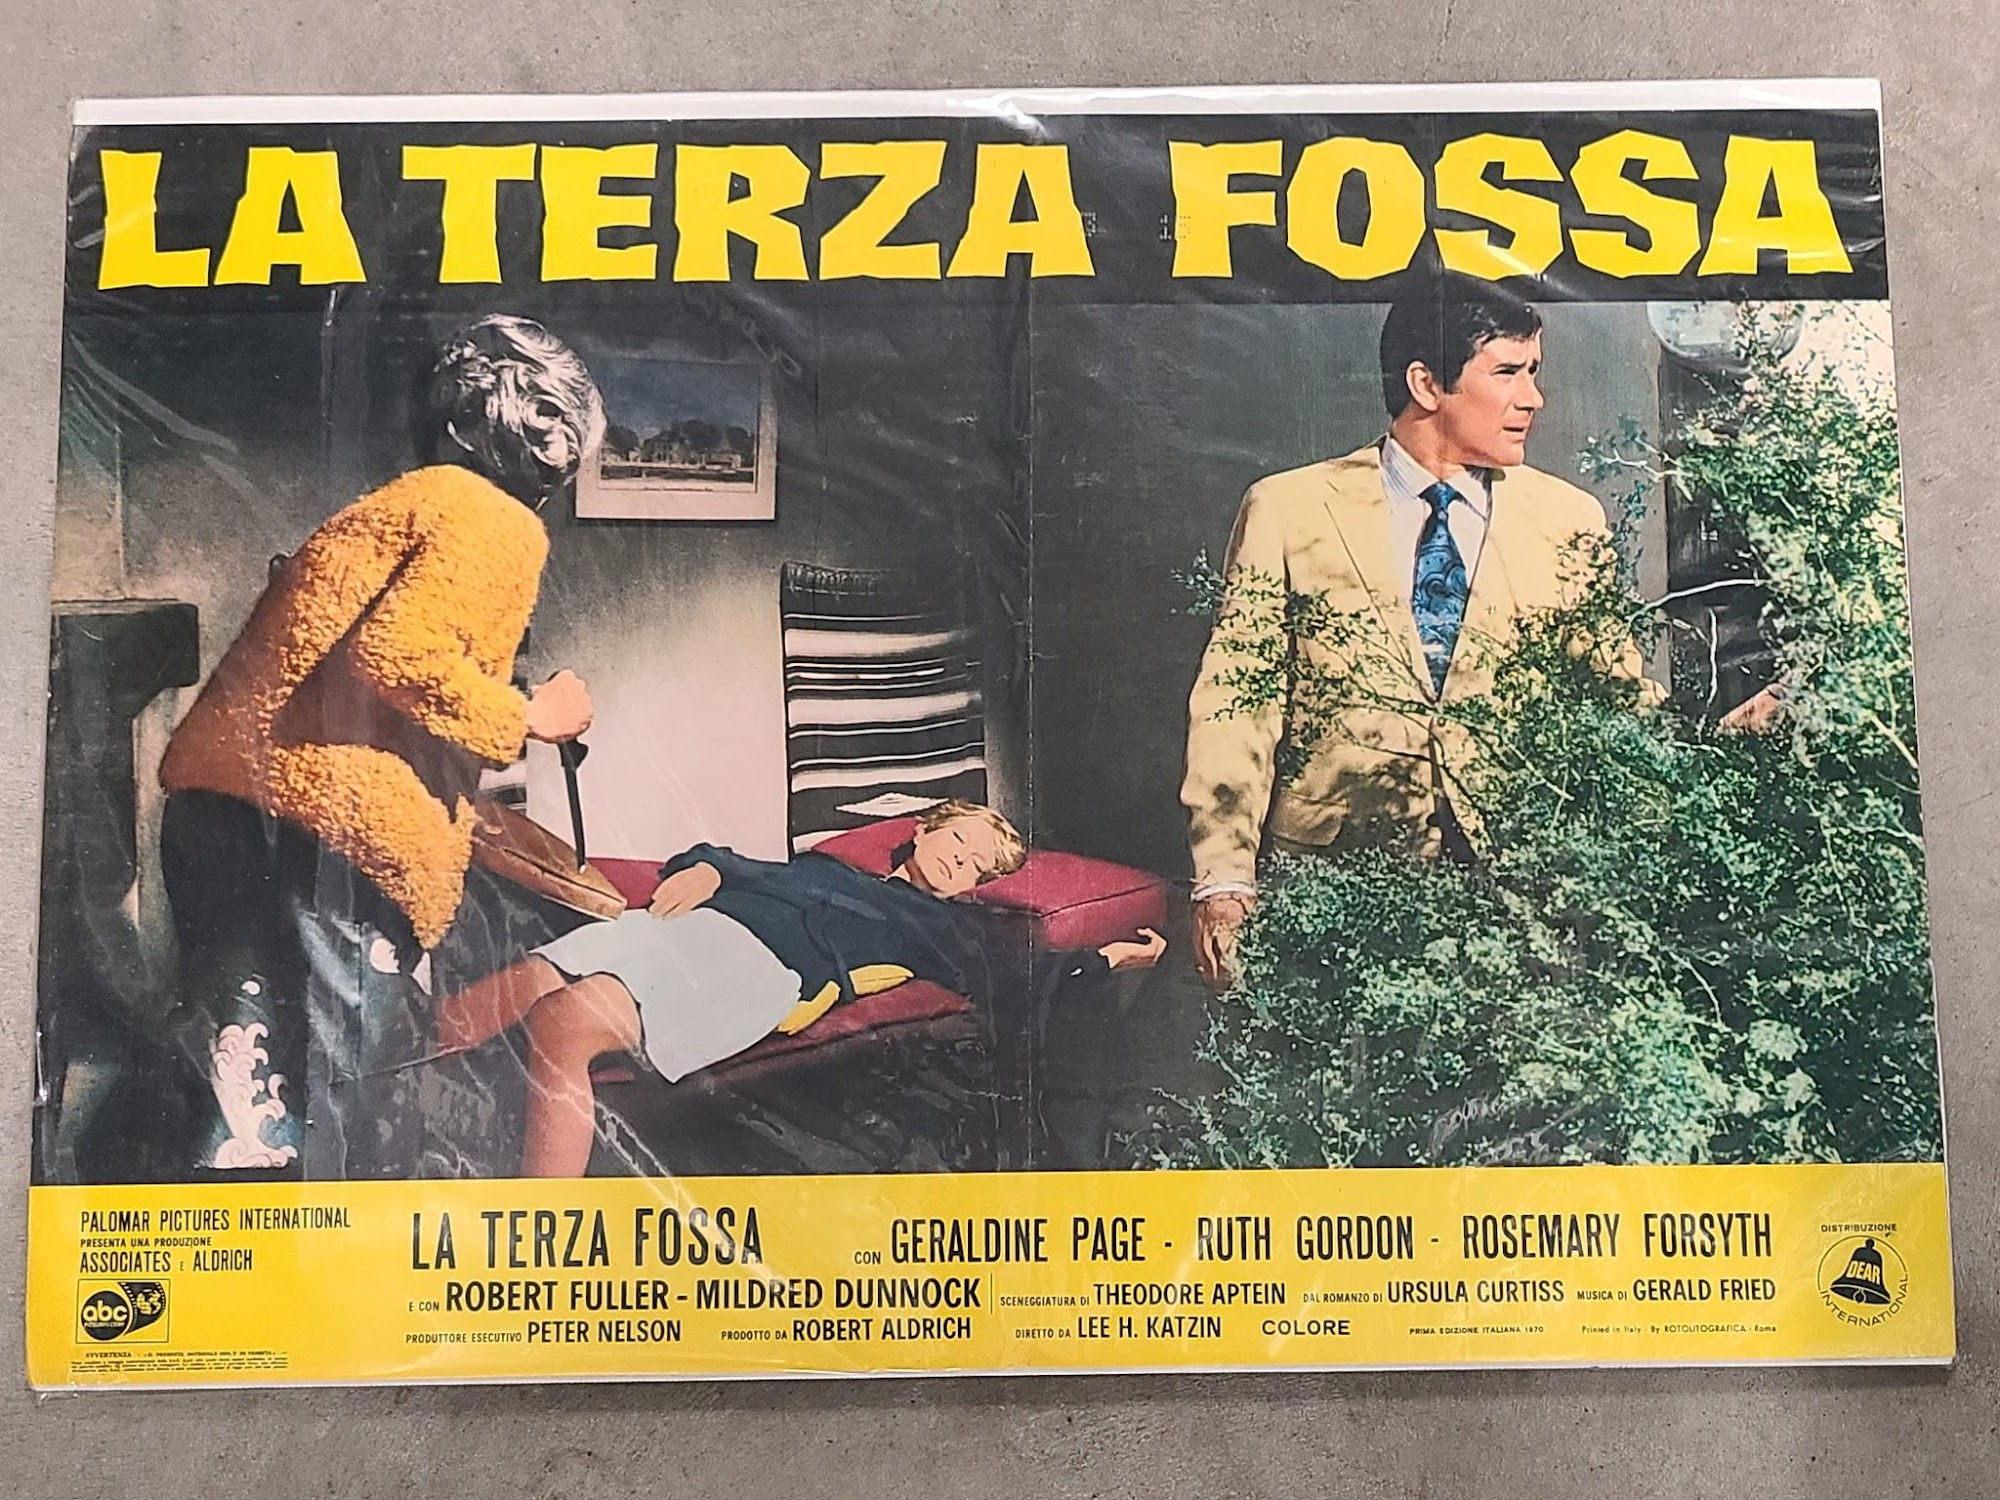 LA TERZA FOSSA
PALOMAR PICTURES INTERNATIONAL
PRESENTA UNA PRODUZIONE
ASSOCIATES E ALDRICH
abc
PICTURES CORP
LA TERZA FOSSA
CON GERALDINE PAGE - RUTH GORDON - ROSEMARY FORSYTH
E CON ROBERT FULLER - MILDRED DUNNOCK
SCENEGGIATURA DI THEODORE APTEIN DAL ROMANZO DI URSULA CURTISS MUSICA DI GERALD FRIED
PRODUTTORE ESECUTIVO PETER NELSON PRODOTTO DA ROBERT ALDRICH DIRETTO DA LEE H. KATZIN COLORE
PRIMA EDIZIONE ITALIANA 1970 Printed in Italy - By ROTOLITOGRAFICA - Roma
DISTRIBUZIONE
DEAR
INTERNATIONAL
AVVERTENZA